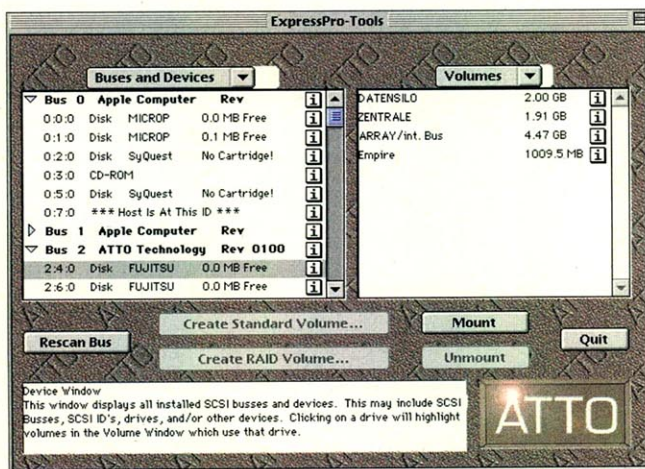 ExpressPro-Tools
Buses and Devices
Volumes
Bus 0 Apple Computer Rev
0:0:0 Disk MICROP 0.0 MB Free
0:1:0 Disk MICROP 0.1 MB Free
0:2:0 Disk SyQuest No Cartridge!
0:3:0 CD-ROM
0:5:0 Disk SyQuest No Cartridge!
0:7:0 *** Host Is At This ID ***
Bus 1 Apple Computer Rev
Bus 2 ATTO Technology Rev 0100
2:4:0 Disk FUJITSU 0.0 MB Free
2:6:0 Disk FUJITSU 0.0 MB Free
DATENSILO 2.00 GB
ZENTRALE 1.91 GB
ARRAY/int. Bus 4.47 GB
Empire 1009.5 MB
Rescan Bus
Create Standard Volume...
Create RAID Volume...
Mount
Unmount
Quit
Device Window
This window displays all installed SCSI busses and devices. This may include SCSI
Busses, SCSI ID's, drives, and/or other devices. Clicking on a drive will highlight
volumes in the Volume Window which use that drive.
ATTO